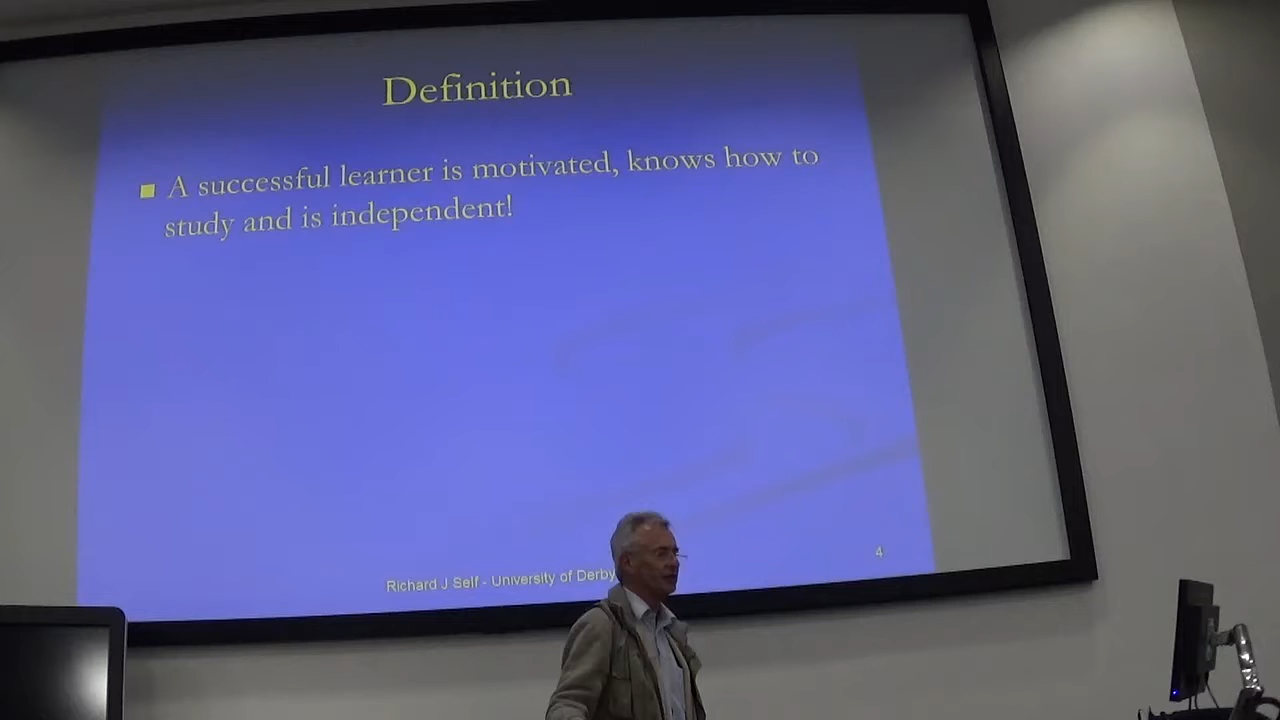 Definition
A successful learner is motivated, knows how to
study and is independent!
Richard J Self - University of Derby
4